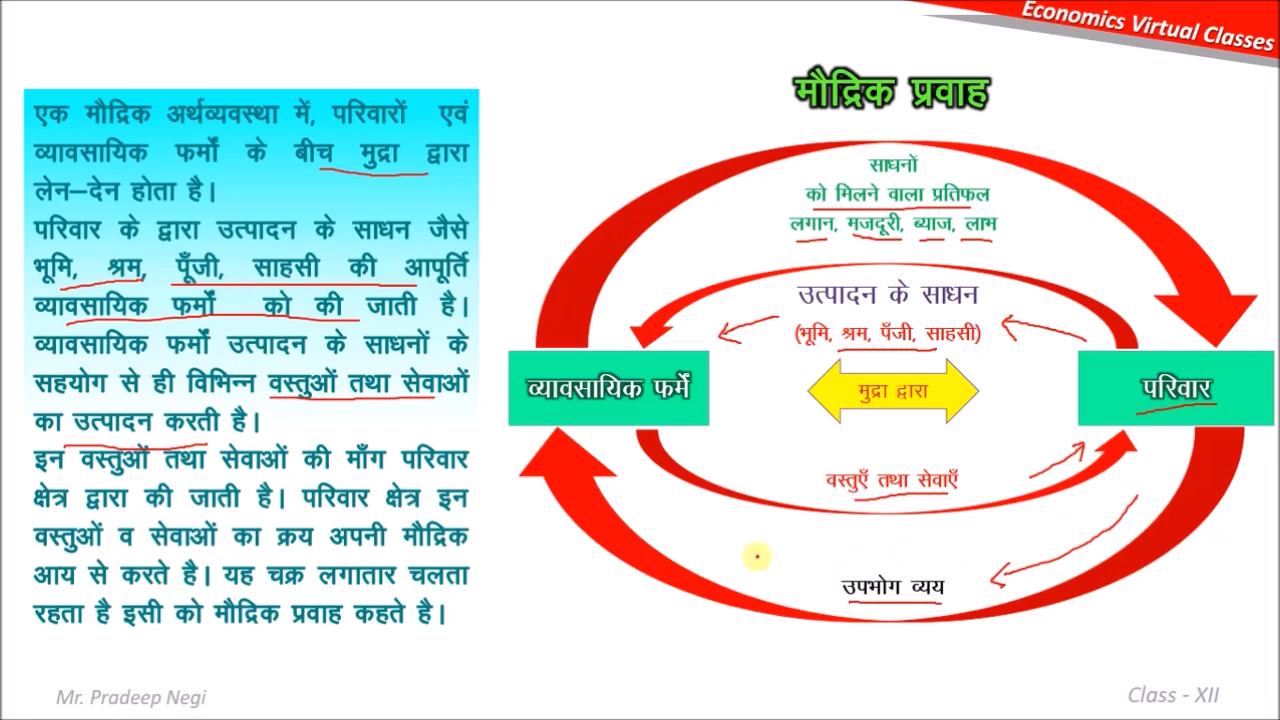 Economics Virtual Classes
मौद्रिक प्रवाह
एक मौद्रिक अर्थव्यवस्था में, परिवारों एवं
व्यावसायिक फर्मों के बीच मुद्रा द्वारा
लेन–देन होता है।
परिवार के द्वारा उत्पादन के साधन जैसे
भूमि, श्रम, पूँजी, साहसी की आपूर्ति
व्यावसायिक फर्मों को की जाती है।
व्यावसायिक फर्मों उत्पादन के साधनों के
सहयोग से ही विभिन्न वस्तुओं तथा सेवाओं
का उत्पादन करती है।
इन वस्तुओं तथा सेवाओं की माँग परिवार
क्षेत्र द्वारा की जाती है। परिवार क्षेत्र इन
वस्तुओं व सेवाओं का क्रय अपनी मौद्रिक
आय से करते है। यह चक्र लगातार चलता
रहता है इसी को मौद्रिक प्रवाह कहते है।
साधनों
को मिलने वाला प्रतिफल
लगान, मजदूरी, ब्याज, लाभ
उत्पादन के साधन
(भूमि, श्रम, पँजी, साहसी)
व्यावसायिक फर्में
मुद्रा द्वारा
परिवार
वस्तुएँ तथा सेवाएँ
उपभोग व्यय
Mr. Pradeep Negi
Class - XII